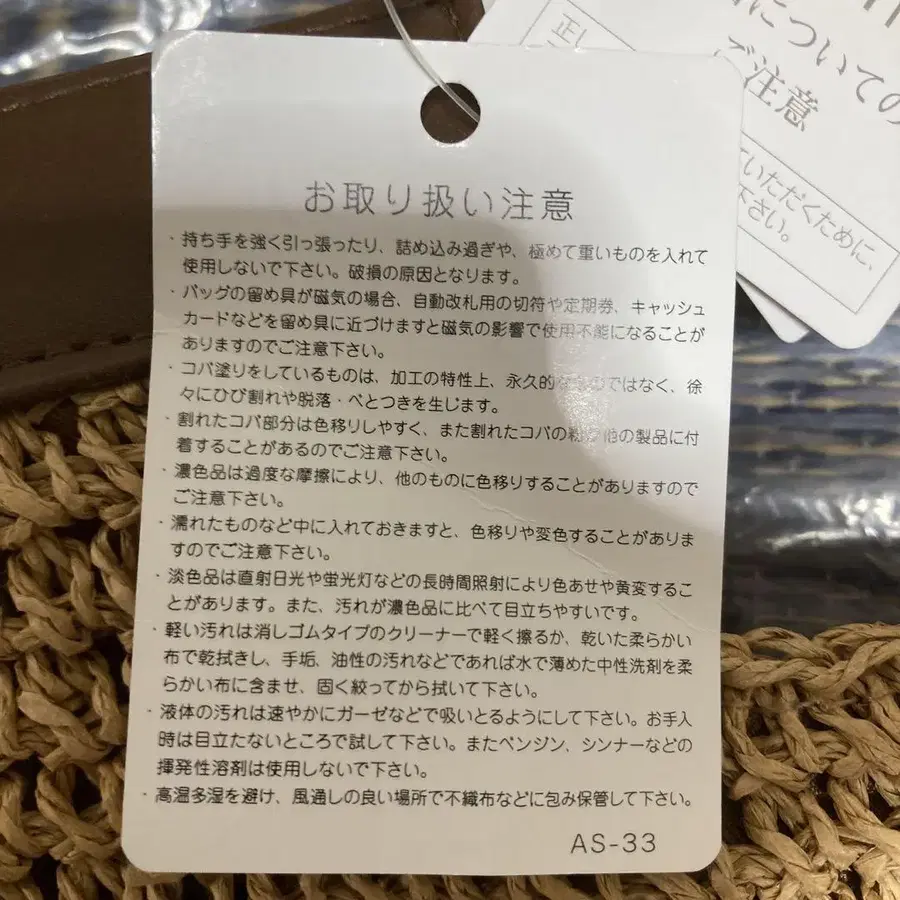 お取り扱い注意
・持ち手を強く引っ張ったり、詰め込み過ぎや、極めて重いものを入れて
使用しないで下さい。破損の原因となります。
・バッグの留め具が磁気の場合、自動改札用の切符や定期券、キャッシュ
カードなどを留め具に近づけますと磁気の影響で使用不能になることが
ありますのでご注意下さい。
・コバ塗りをしているものは、加工の特性上、永久的なものではなく、徐
々にひび割れや脱落・べとつきを生じます。
・割れたコバ部分は色移りしやすく、また割れたコバの粉が他の製品に付
着することがあるのでご注意下さい。
・濃色品は過度な摩擦により、他のものに色移りすることがありますので
ご注意下さい。
・濡れたものなど中に入れておきますと、色移りや変色することがありま
すのでご注意下さい。
・淡色品は直射日光や蛍光灯などの長時間照射により色あせや黄変するこ
とがあります。また、汚れが濃色品に比べて目立ちやすいです。
・軽い汚れは消しゴムタイプのクリーナーで軽く擦るか、乾いた柔らかい
布で乾拭きし、手垢、油性の汚れなどであれば水で薄めた中性洗剤を柔
らかい布に含ませ、固く絞ってから拭いて下さい。
・液体の汚れは速やかにガーゼなどで吸いとるようにして下さい。お手入
時は目立たないところで試して下さい。またベンジン、シンナーなどの
揮発性溶剤は使用しないで下さい。
・高温多湿を避け、風通しの良い場所で不織布などに包み保管して下さい。
AS-33
についての
ご注意
正し
ていただくために、
下さい。